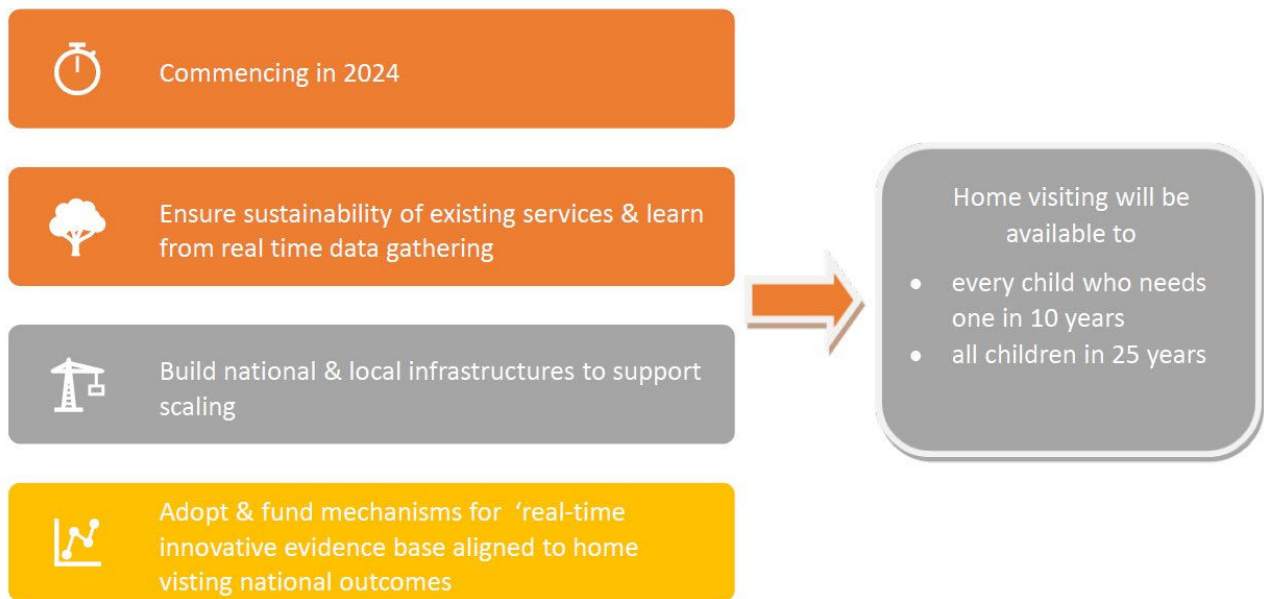 Commencing in 2024
Ensure sustainability of existing services & learn
from real time data gathering
Build national & local infrastructures to support
scaling
Adopt & fund mechanisms for ‘real-time
innovative evidence base aligned to home
visting national outcomes
Home visiting will be
available to
• every child who needs
one in 10 years
• all children in 25 years